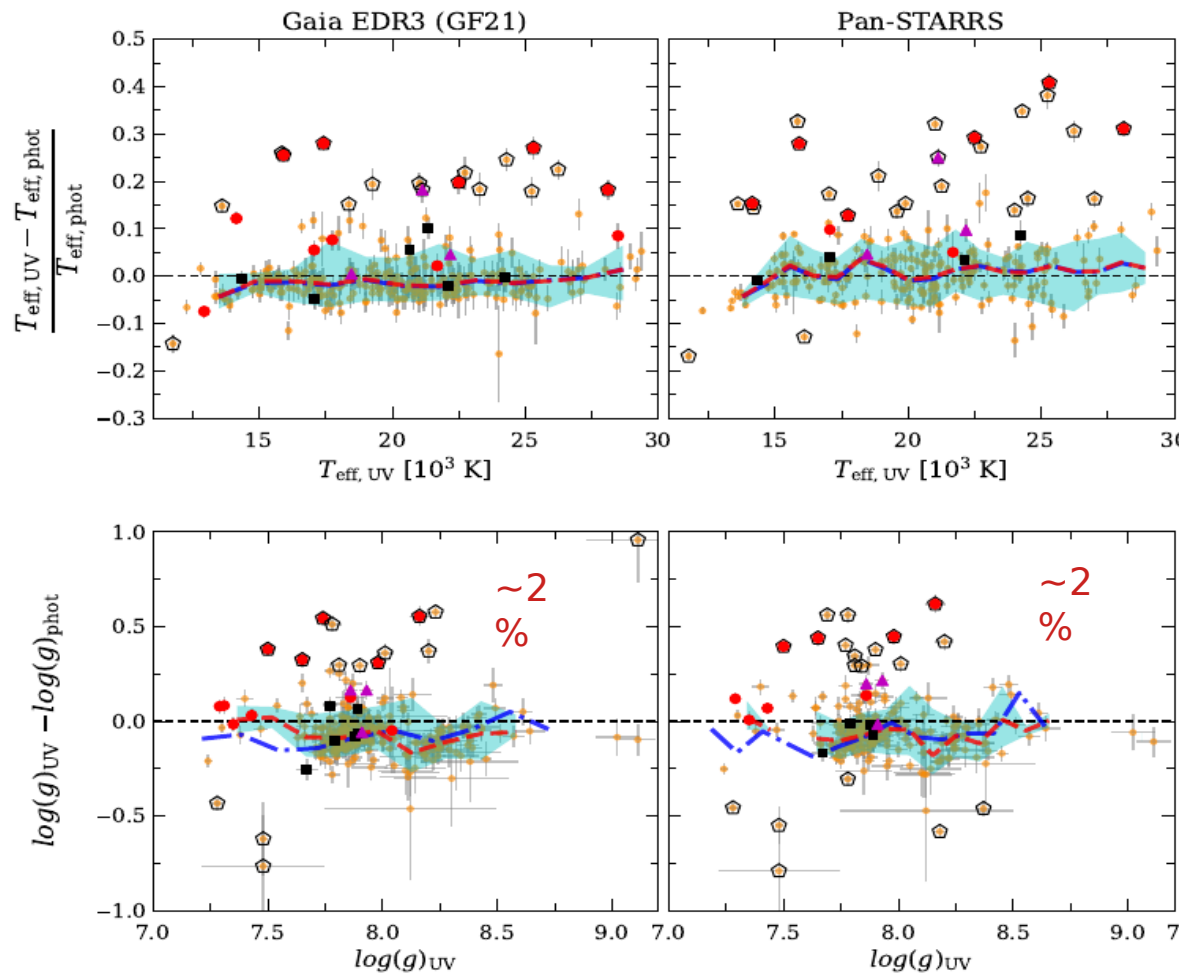 Gaia EDR3 (GF21) Pan-STARRS
0.5
0.4
0.3
0.2
0.1
0.0
−0.1
−0.2
−0.3
T_eff, UV − T_eff, phot
T_eff, phot
15 20 25 30 15 20 25 30
T_eff, UV [10³ K] T_eff, UV [10³ K]
1.0
0.5
0.0
−0.5
−1.0
log(g)_UV − log(g)_phot
~2
%
~2
%
7.0 7.5 8.0 8.5 9.0 7.0 7.5 8.0 8.5 9.0 7
log(g)_UV log(g)_UV